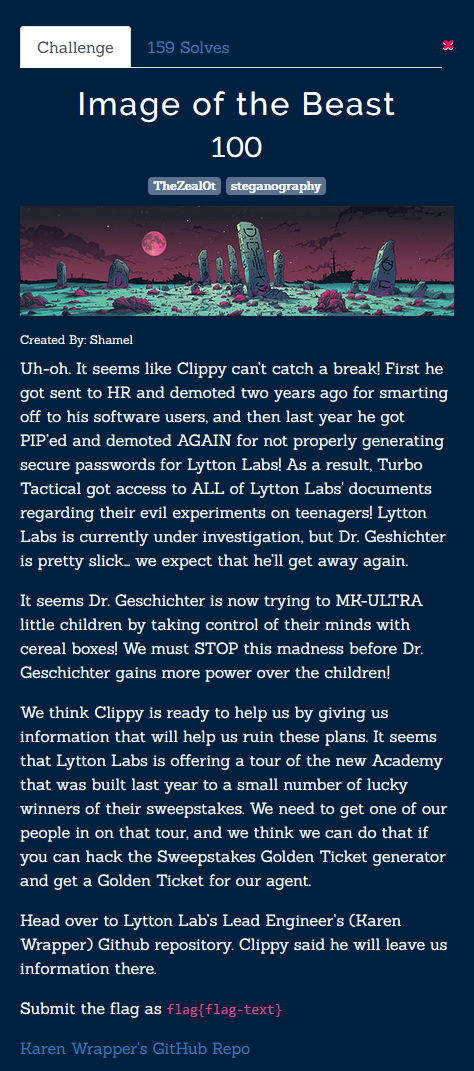 Challenge
159 Solves
Image of the Beast
100
TheZeal0t steganography
Created By: Shamel
Uh-oh. It seems like Clippy can't catch a break! First he
got sent to HR and demoted two years ago for smarting
off to his software users, and then last year he got
PIP'ed and demoted AGAIN for not properly generating
secure passwords for Lytton Labs! As a result, Turbo
Tactical got access to ALL of Lytton Labs' documents
regarding their evil experiments on teenagers! Lytton
Labs is currently under investigation, but Dr. Geshichter
is pretty slick... we expect that he'll get away again.
It seems Dr. Geschichter is now trying to MK-ULTRA
little children by taking control of their minds with
cereal boxes! We must STOP this madness before Dr.
Geschichter gains more power over the children!
We think Clippy is ready to help us by giving us
information that will help us ruin these plans. It seems
that Lytton Labs is offering a tour of the new Academy
that was built last year to a small number of lucky
winners of their sweepstakes. We need to get one of our
people in on that tour, and we think we can do that if
you can hack the Sweepstakes Golden Ticket generator
and get a Golden Ticket for our agent.
Head over to Lytton Lab's Lead Engineer's (Karen
Wrapper) Github repository. Clippy said he will leave us
information there.
Submit the flag as flag{flag-text}
Karen Wrapper's GitHub Repo